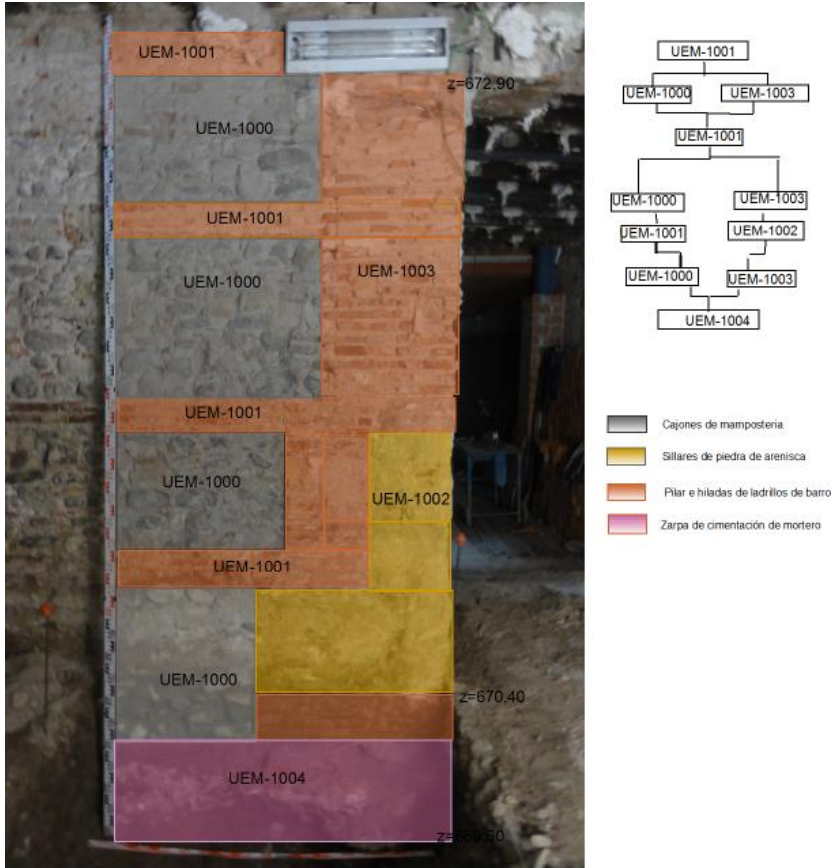 UEM-1001
z=672,90
UEM-1000
UEM-1001
UEM-1000
UEM-1003
UEM-1001
UEM-1000
UEM-1002
UEM-1001
UEM-1000
z=670,40
UEM-1004
z=669,60
UEM-1001
UEM-1000
UEM-1003
UEM-1001
UEM-1000
UEM-1003
UEM-1001
UEM-1002
UEM-1000
UEM-1003
UEM-1004
Cajones de mamposteria
Sillares de piedra de arenisca
Pilar e hiladas de ladrillos de barro
Zarpa de cimentación de mortero